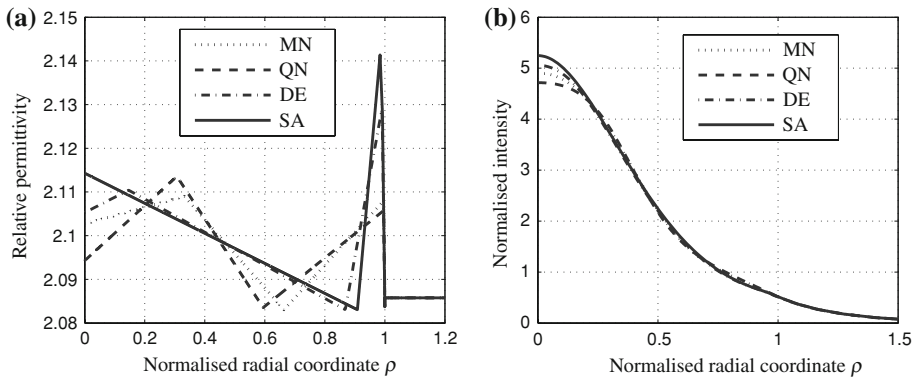 (a)
2.15
2.14
2.13
2.12
2.11
2.1
2.09
2.08
Relative permittivity
MN
QN
DE
SA
0 0.2 0.4 0.6 0.8 1 1.2
Normalised radial coordinate ρ
(b)
6
5
4
3
2
1
0
Normalised intensity
MN
QN
DE
SA
0 0.5 1 1.5
Normalised radial coordinate ρ